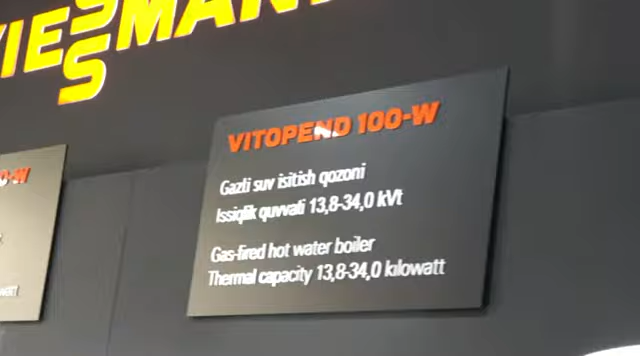 VIESSMANN
VITOPEND 100-W
Gazli suv isitish qozoni
Issiqlik quvvati 13,8-34,0 kVt
Gas-fired hot water boiler
Thermal capacity 13,8-34,0 kilowatt